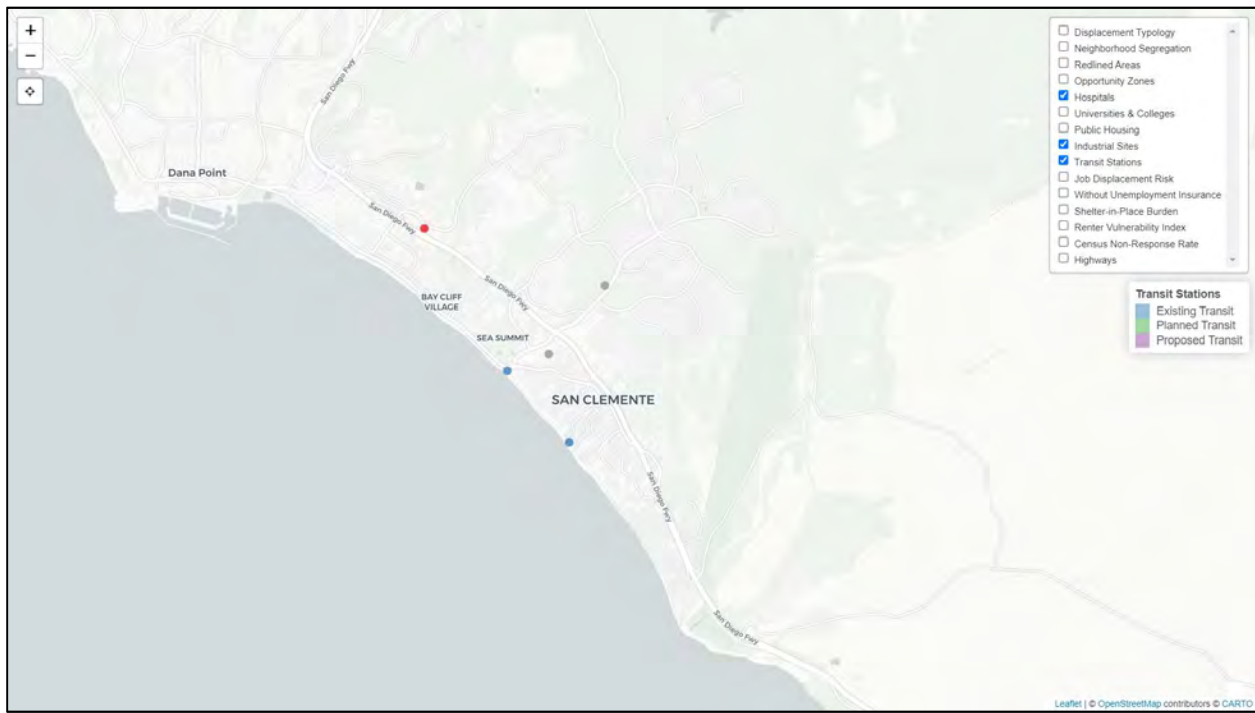 +
−
San Diego Fwy
Dana Point
San Diego Fwy
San Diego Fwy
BAY CLIFF
VILLAGE
SEA SUMMIT
SAN CLEMENTE
San Diego Fwy
San Diego Fwy
Displacement Typology
Neighborhood Segregation
Redlined Areas
Opportunity Zones
Hospitals
Universities & Colleges
Public Housing
Industrial Sites
Transit Stations
Job Displacement Risk
Without Unemployment Insurance
Shelter-in-Place Burden
Renter Vulnerability Index
Census Non-Response Rate
Highways
Transit Stations
Existing Transit
Planned Transit
Proposed Transit
Leaflet | © OpenStreetMap contributors © CARTO